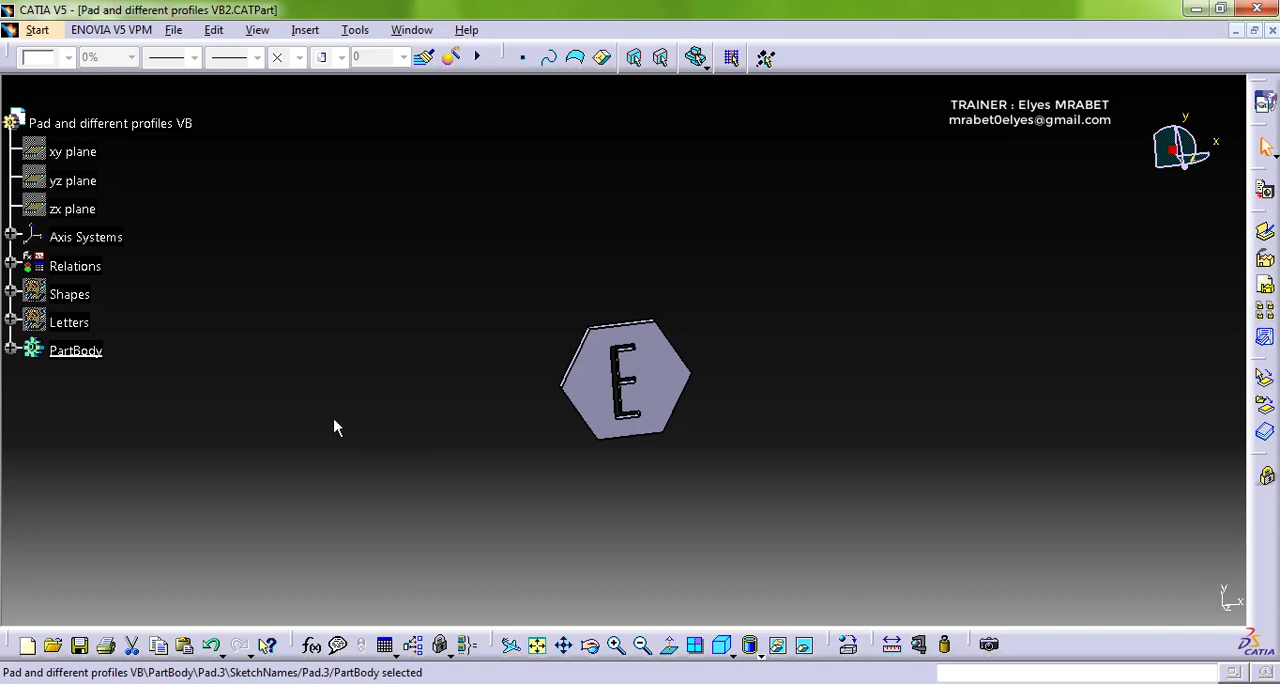 CATIA V5 - [Pad and different profiles VB2.CATPart]
Start ENOVIA V5 VPM File Edit View Insert Tools Window Help
0% 0
TRAINER : Elyes MRABET
mrabet0elyes@gmail.com
y
x
z
Pad and different profiles VB
xy plane
yz plane
zx plane
Axis Systems
Relations
Shapes
Letters
PartBody
E
y
x
z
f(x)
CATIA
Pad and different profiles VB\PartBody\Pad.3\SketchNames/Pad.3/PartBody selected